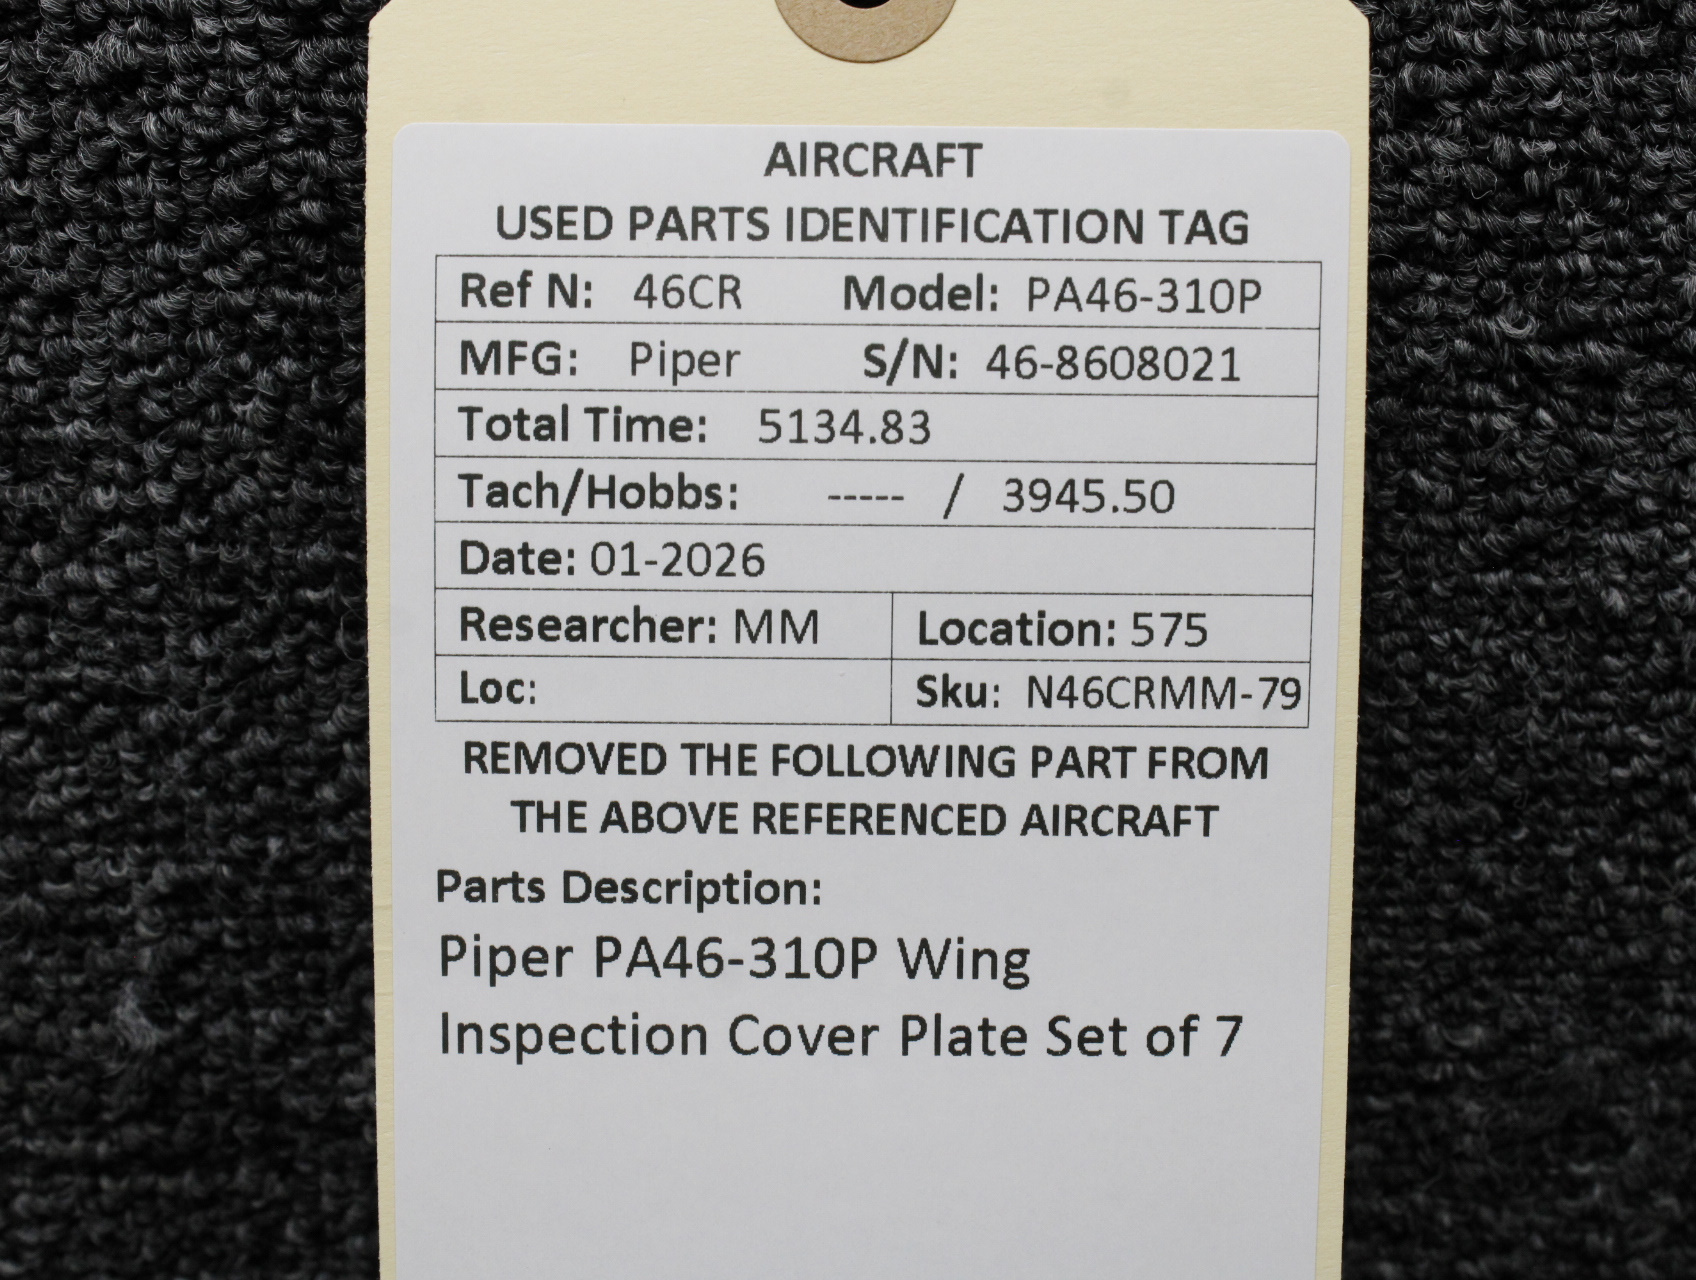 AIRCRAFT
USED PARTS IDENTIFICATION TAG
Ref N: 46CR Model: PA46-310P
MFG: Piper S/N: 46-8608021
Total Time: 5134.83
Tach/Hobbs: ----- / 3945.50
Date: 01-2026
Researcher: MM Location: 575
Loc: Sku: N46CRMM-79
REMOVED THE FOLLOWING PART FROM
THE ABOVE REFERENCED AIRCRAFT
Parts Description:
Piper PA46-310P Wing
Inspection Cover Plate Set of 7